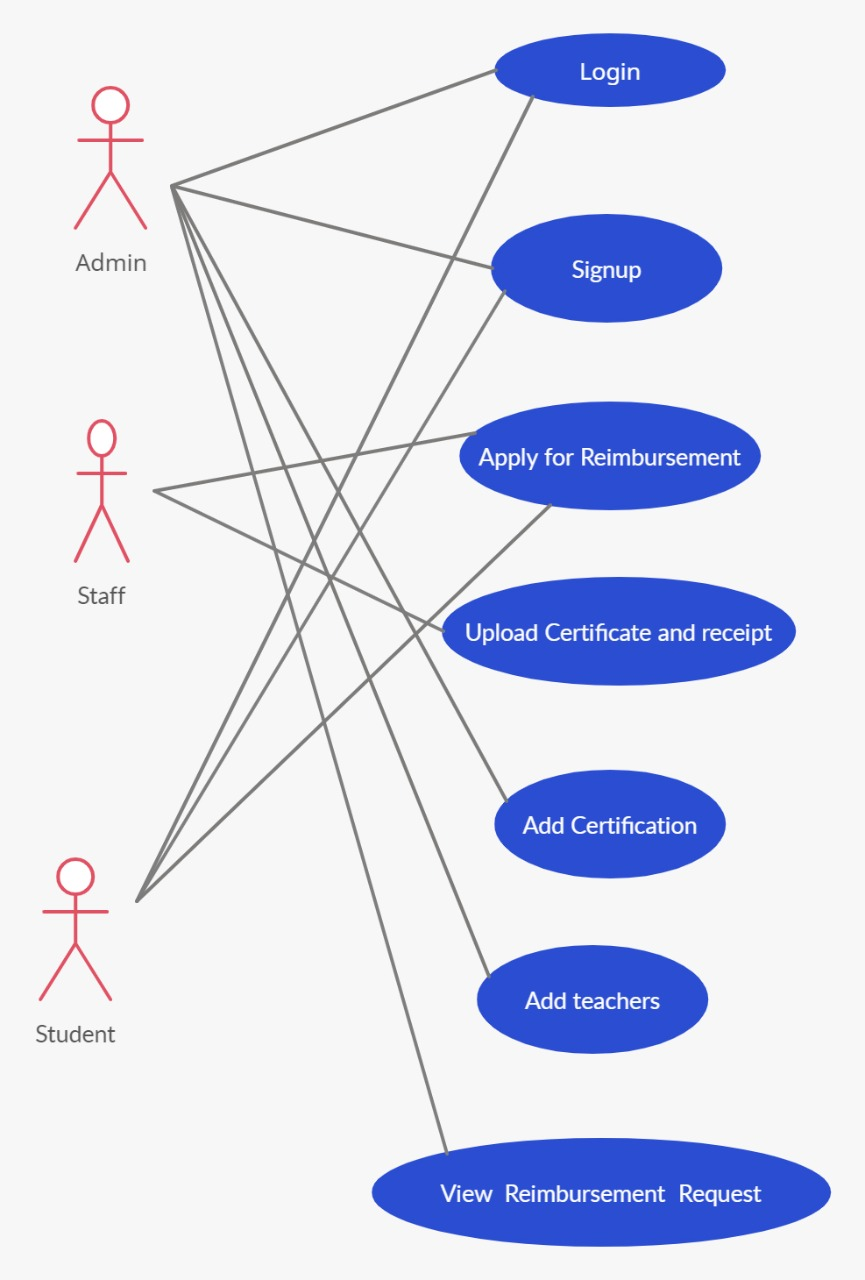 Login
Admin
Signup
Apply for Reimbursement
Staff
Upload Certificate and receipt
Add Certification
Add teachers
Student
View Reimbursement Request